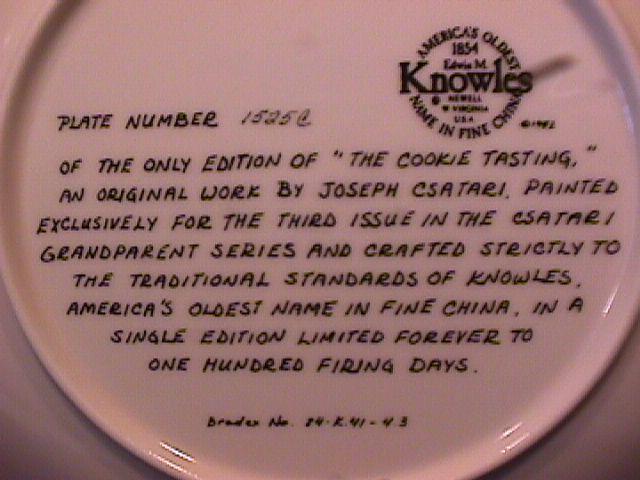 AMERICA'S OLDEST
1854
Edwin M.
Knowles
NEWELL
W VIRGINIA
USA
NAME IN FINE CHINA
©1982
PLATE NUMBER 1525C
OF THE ONLY EDITION OF "THE COOKIE TASTING,"
AN ORIGINAL WORK BY JOSEPH CSATARI, PAINTED
EXCLUSIVELY FOR THE THIRD ISSUE IN THE CSATARI
GRANDPARENT SERIES AND CRAFTED STRICTLY TO
THE TRADITIONAL STANDARDS OF KNOWLES,
AMERICA'S OLDEST NAME IN FINE CHINA, IN A
SINGLE EDITION LIMITED FOREVER TO
ONE HUNDRED FIRING DAYS.
Bradex No. 84-K41-4.3